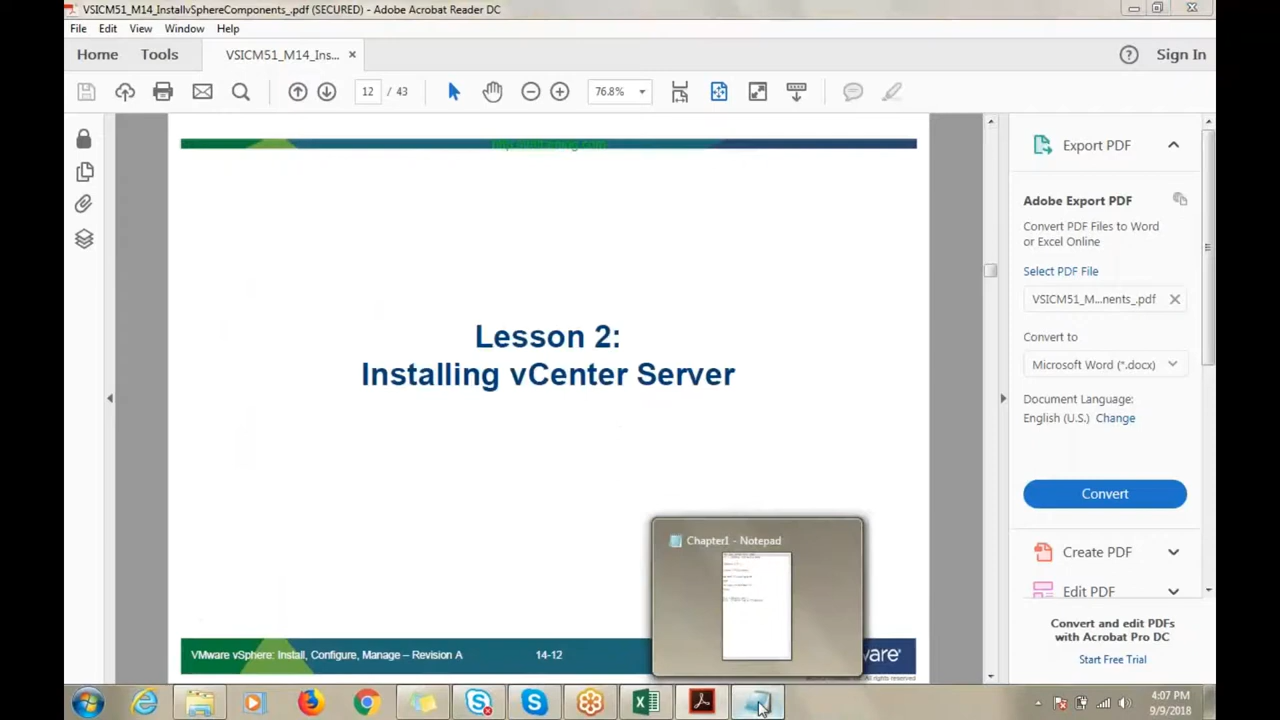 VSICM51_M14_InstallvSphereComponents_.pdf (SECURED) - Adobe Acrobat Reader DC
File Edit View Window Help
Home Tools VSICM51_M14_Ins... × Sign In
12 / 43 76.8%
Export PDF
Adobe Export PDF
Convert PDF Files to Word
or Excel Online
Select PDF File
VSICM51_M...nents_.pdf
Convert to
Microsoft Word (*.docx)
Document Language:
English (U.S.) Change
Convert
Create PDF
Edit PDF
Convert and edit PDFs
with Acrobat Pro DC
Start Free Trial
Lesson 2:
Installing vCenter Server
Chapter1 - Notepad
VMware vSphere: Install, Configure, Manage – Revision A 14-12
All rights reserved
4:07 PM
9/9/2018